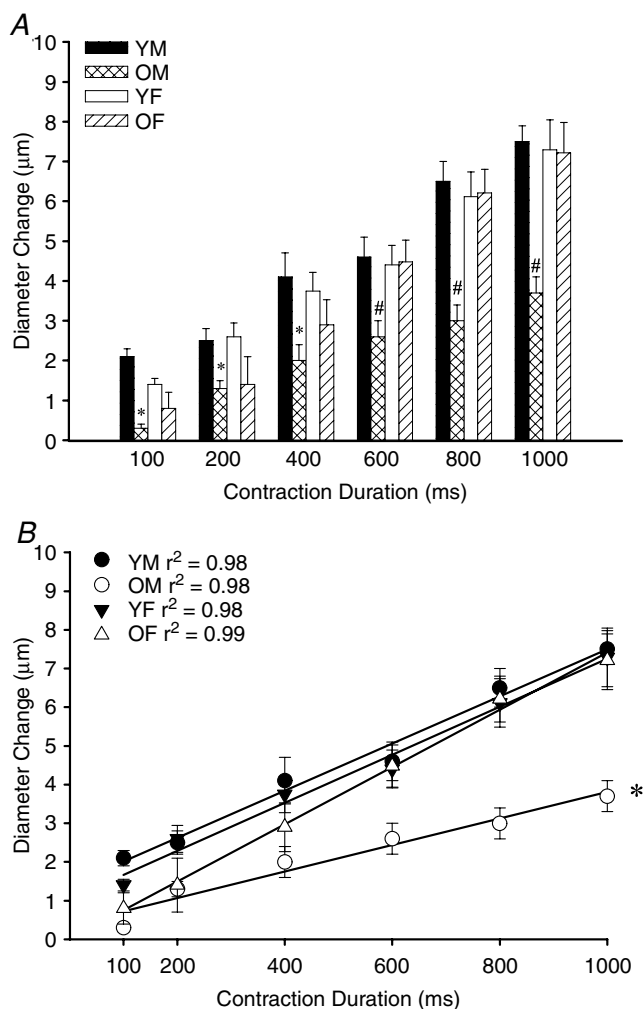 A
YM
OM
YF
OF
Diameter Change (μm)
10
9
8
7
6
5
4
3
2
1
0
* * * # # #
100 200 400 600 800 1000
Contraction Duration (ms)
B
YM r² = 0.98
OM r² = 0.98
YF r² = 0.98
OF r² = 0.99
Diameter Change (μm)
10
9
8
7
6
5
4
3
2
1
0
*
100 200 400 600 800 1000
Contraction Duration (ms)